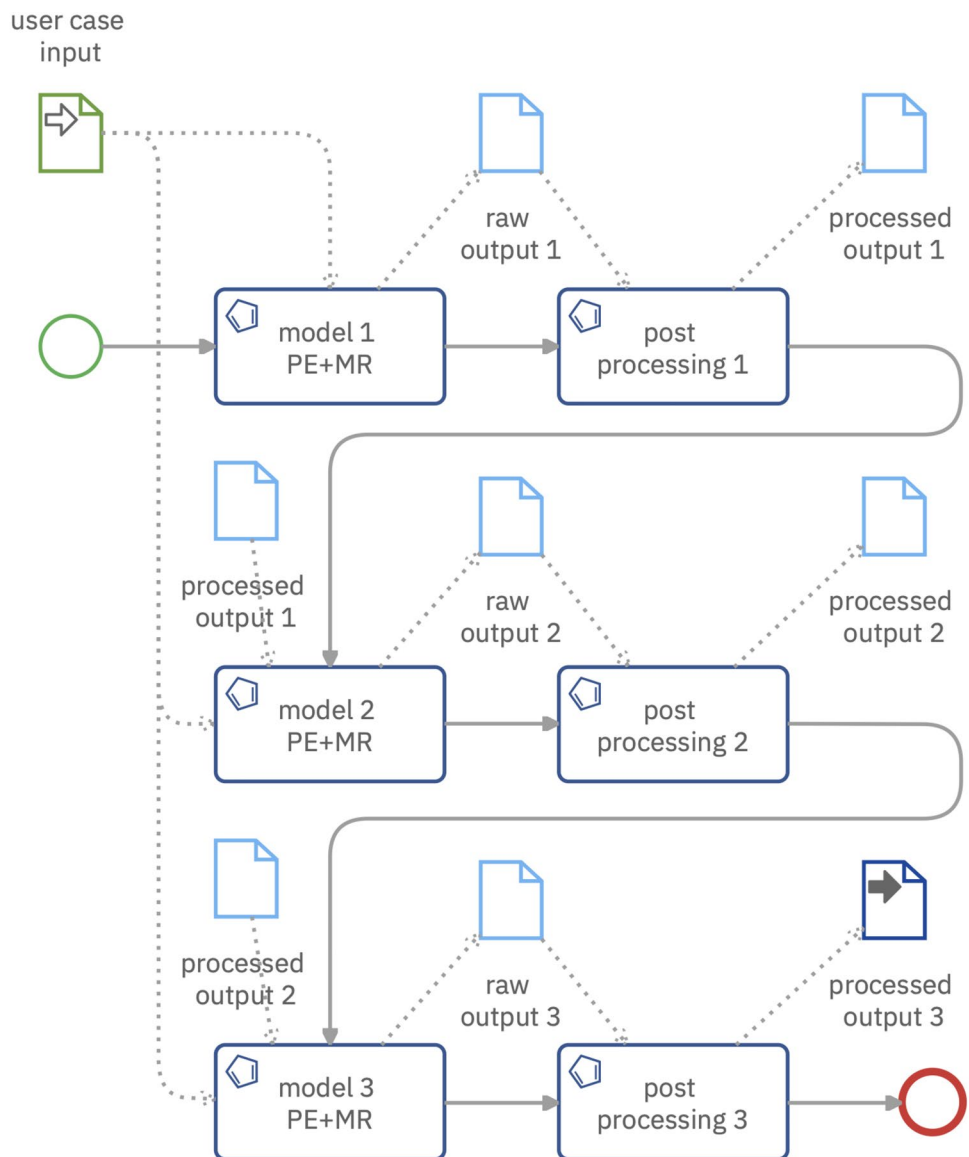 user case
input
raw
output 1
processed
output 1
model 1
PE+MR
post
processing 1
processed
output 1
raw
output 2
processed
output 2
model 2
PE+MR
post
processing 2
processed
output 2
raw
output 3
processed
output 3
model 3
PE+MR
post
processing 3